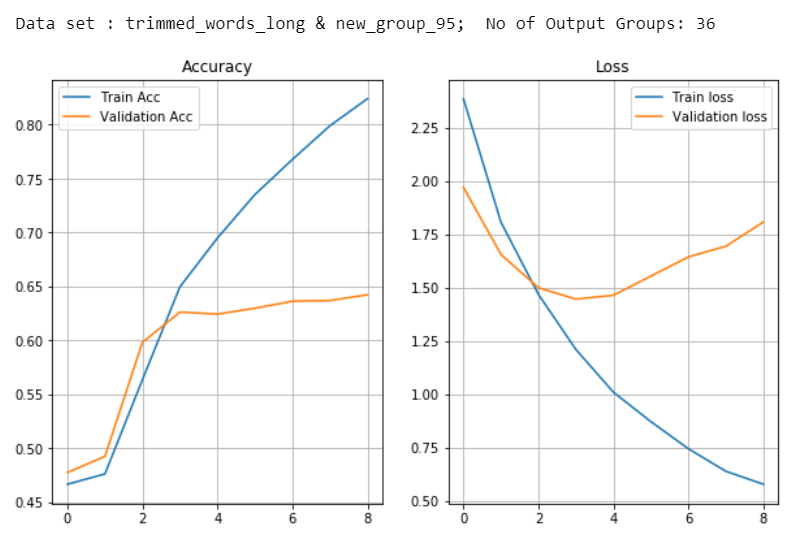 Data set : trimmed_words_long & new_group_95;  No of Output Groups: 36
Accuracy
Train Acc
Validation Acc
0.80
0.75
0.70
0.65
0.60
0.55
0.50
0.45
0 2 4 6 8
Loss
Train loss
Validation loss
2.25
2.00
1.75
1.50
1.25
1.00
0.75
0.50
0 2 4 6 8